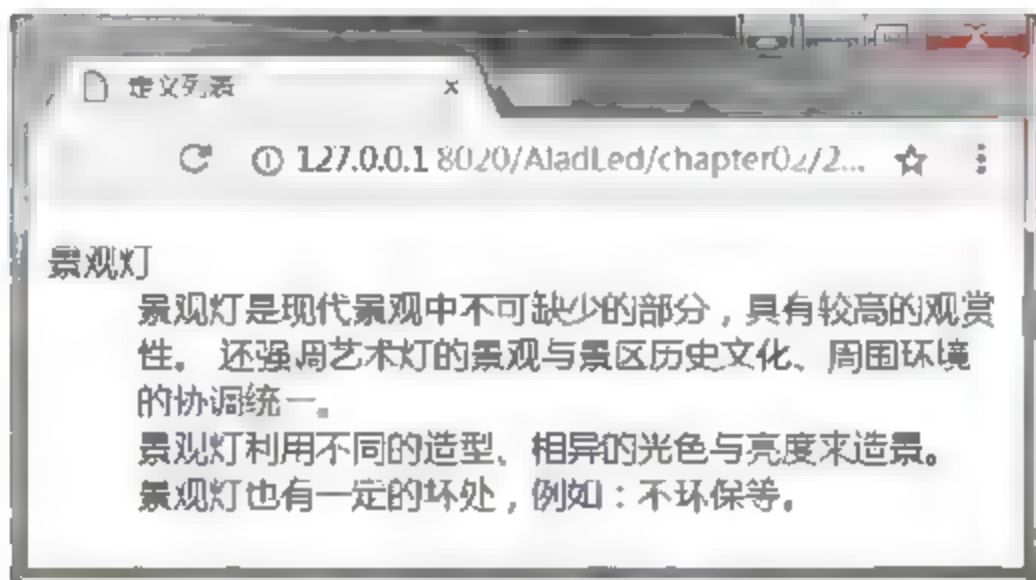 定义列表 ×
127.0.0.1:8020/AladLed/chapter02/2...
景观灯
景观灯是现代景观中不可缺少的部分，具有较高的观赏
性。 还强调艺术灯的景观与景区历史文化、周围环境
的协调统一。
景观灯利用不同的造型、相异的光色与亮度来造景。
景观灯也有一定的坏处，例如：不环保等。